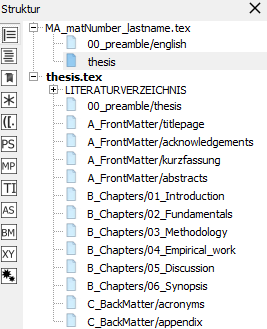 Struktur
MA_matNumber_lastname.tex
00_preamble/english
thesis
thesis.tex
LITERATURVERZEICHNIS
00_preamble/thesis
A_FrontMatter/titlepage
A_FrontMatter/acknowledgements
A_FrontMatter/kurzfassung
A_FrontMatter/abstracts
B_Chapters/01_Introduction
B_Chapters/02_Fundamentals
B_Chapters/03_Methodology
B_Chapters/04_Empirical_work
B_Chapters/05_Discussion
B_Chapters/06_Synopsis
C_BackMatter/acronyms
C_BackMatter/appendix
([.
PS
MP
TI
AS
BM
XY